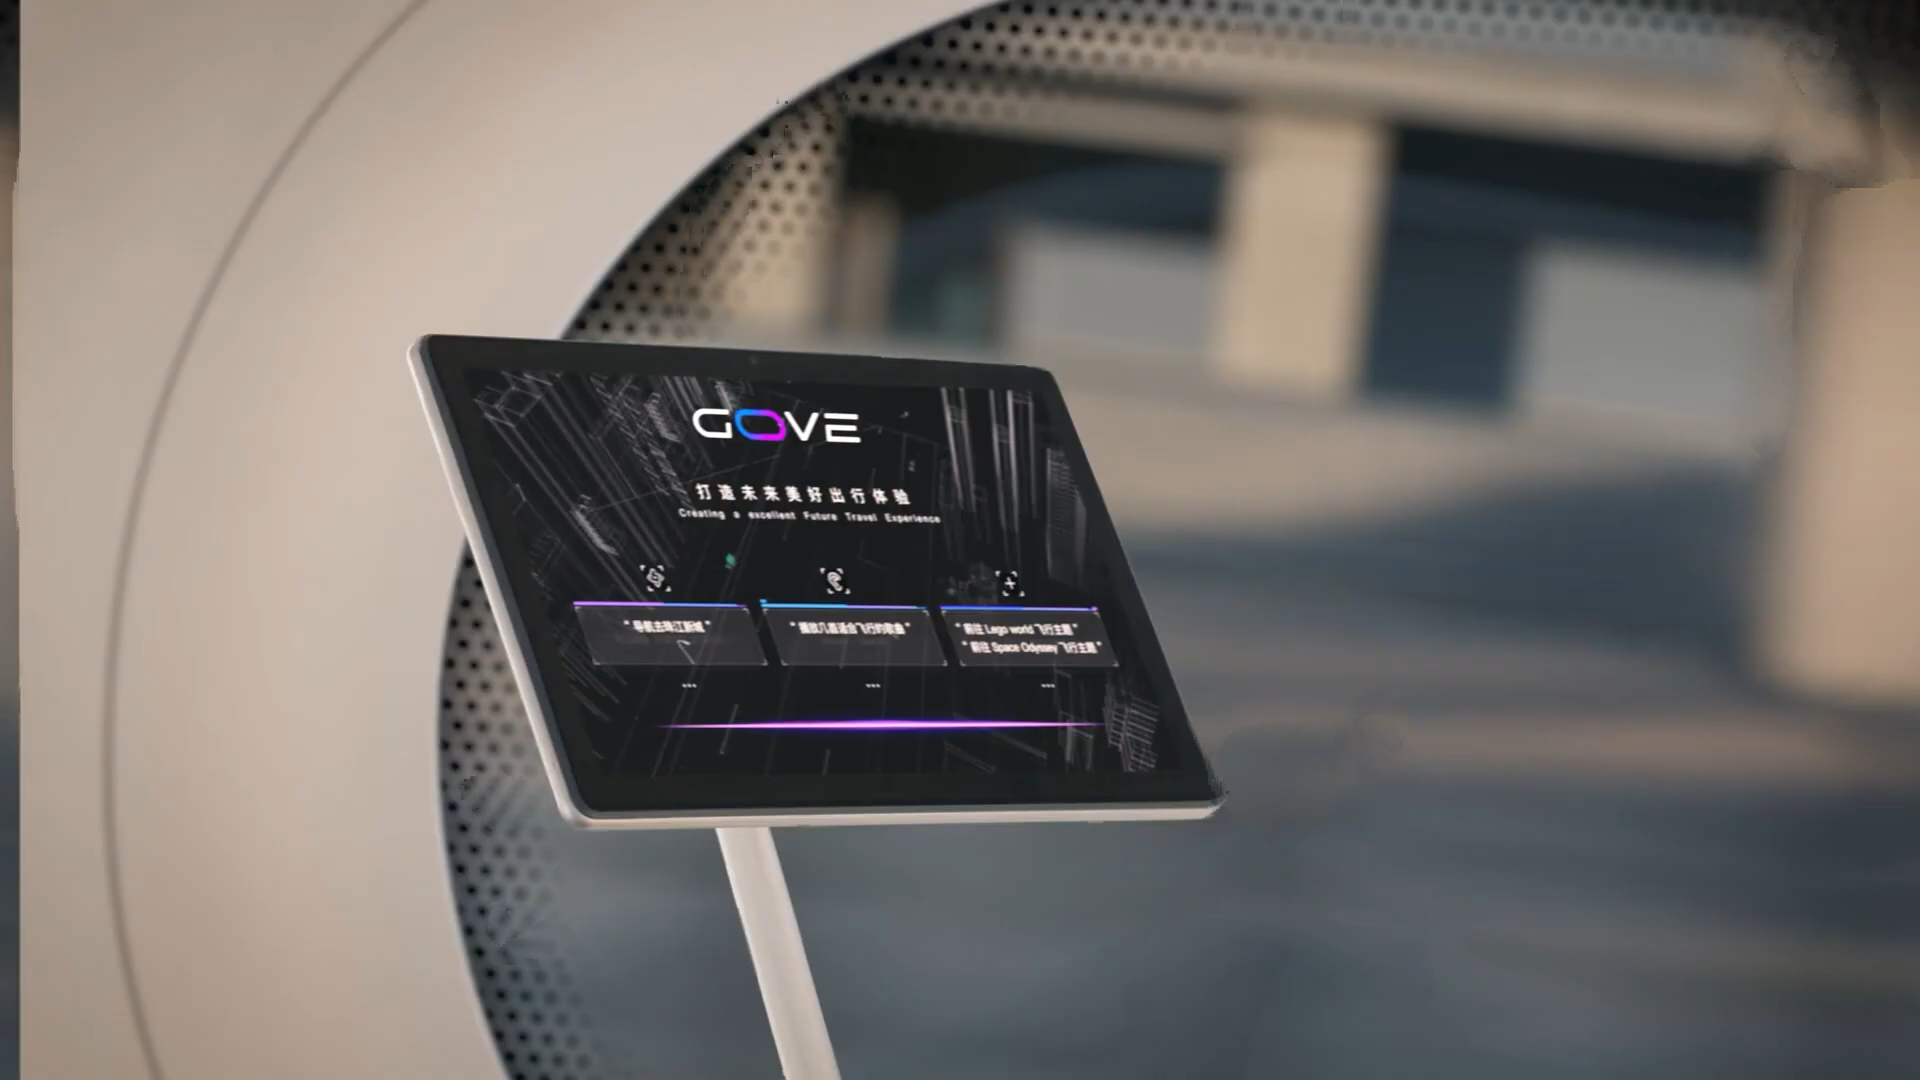 GOVE
打造未来美好出行体验
Creating a excellent Future Travel Experience
"导航去珠江新城"
"播放几首适合飞行的歌曲"
"前往 Lego world 飞行主题"
"前往 Space Odyssey 飞行主题"
...
...
...